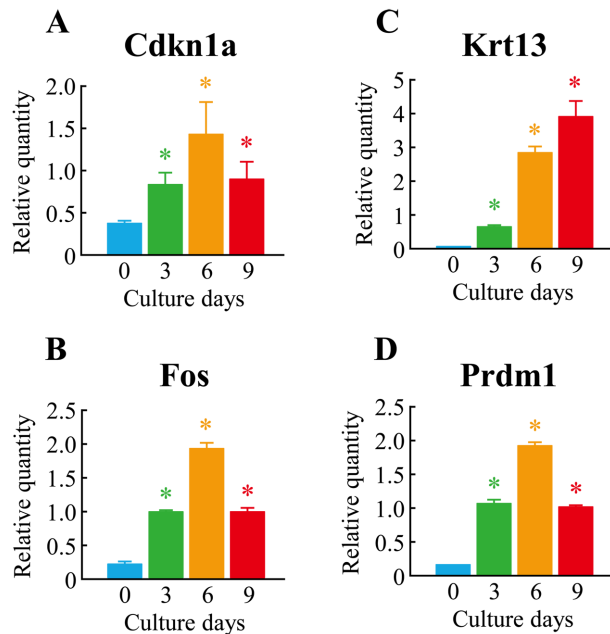 A
Cdkn1a
Relative quantity
2.0
1.5
1.0
0.5
0
*
*
*
0 3 6 9
Culture days
C
Krt13
Relative quantity
5
4
3
2
1
0
*
*
*
0 3 6 9
Culture days
B
Fos
Relative quantity
2.5
2.0
1.5
1.0
0.5
0
*
*
*
0 3 6 9
Culture days
D
Prdm1
Relative quantity
2.5
2.0
1.5
1.0
0.5
0
*
*
*
0 3 6 9
Culture days